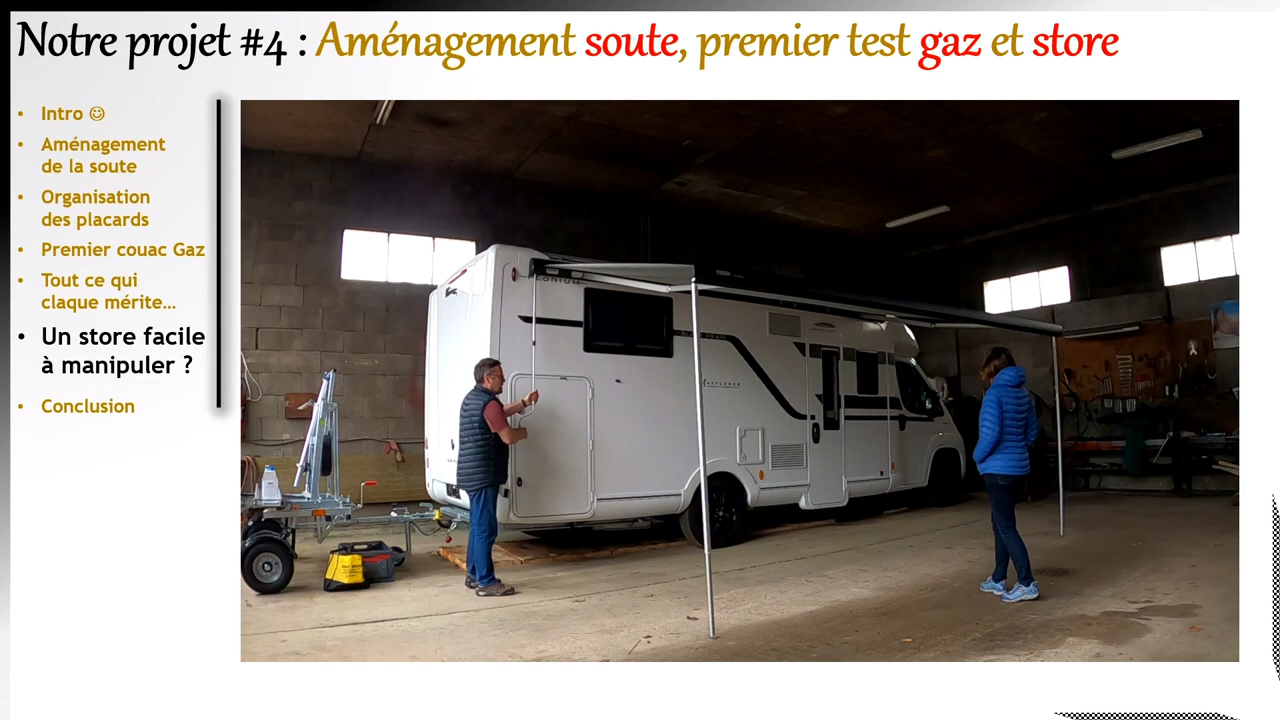 Notre projet #4 : Aménagement soute, premier test gaz et store
• Intro ☺
• Aménagement
de la soute
• Organisation
des placards
• Premier couac Gaz
• Tout ce qui
claque mérite…
• Un store facile
à manipuler ?
• Conclusion
MAYFLOWER